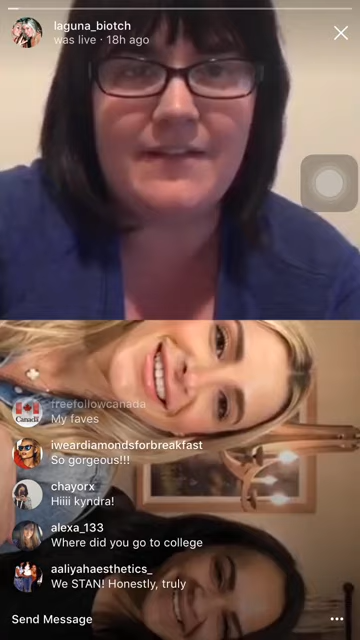 laguna_biotch
was live · 18h ago
freefollowcanada
Canada
My faves
iweardiamondsforbreakfast
So gorgeous!!!
chayorx
Hiiii kyndra!
alexa_133
Where did you go to college
aaliyahaesthetics_
We STAN! Honestly, truly
Send Message